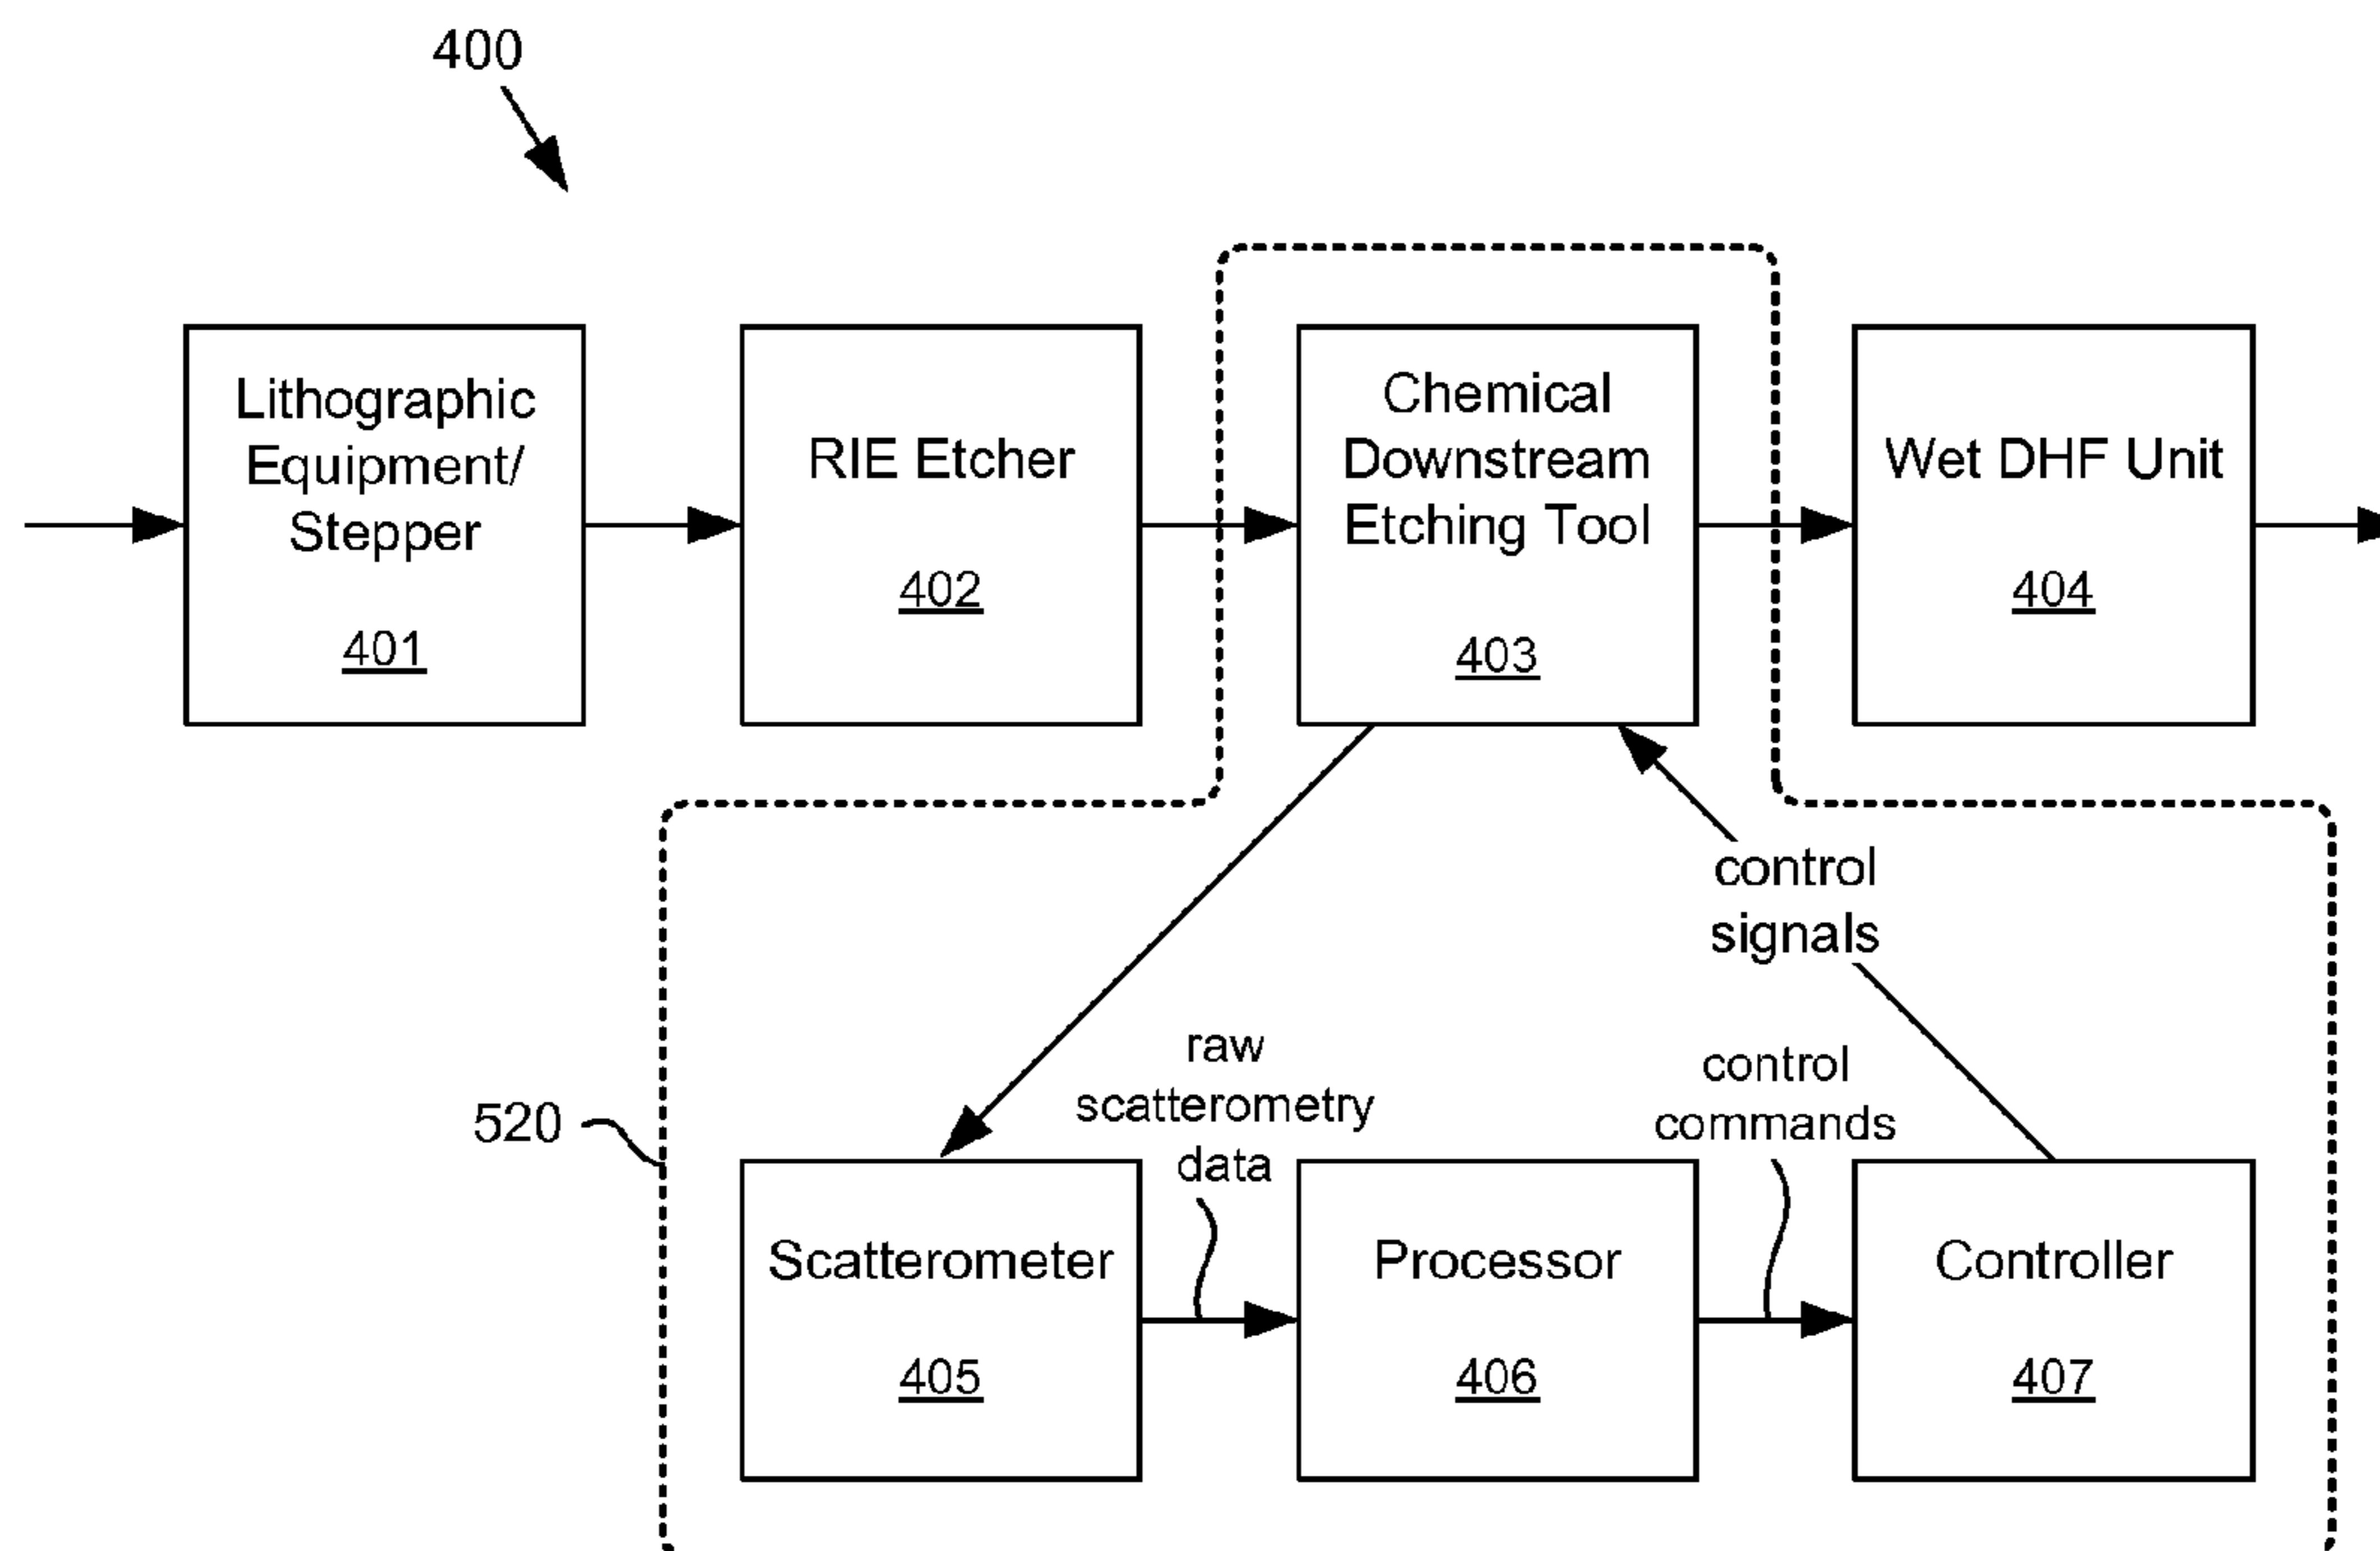 400
Lithographic
Equipment/
Stepper
401
RIE Etcher
402
Chemical
Downstream
Etching Tool
403
Wet DHF Unit
404
control
signals
raw
scatterometry
data
control
commands
520
Scatterometer
405
Processor
406
Controller
407